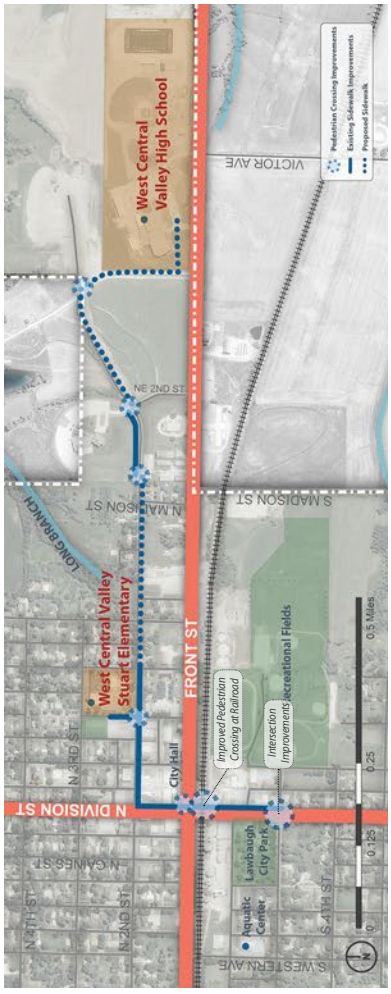 West Central
Valley High School
Pedestrian Crossing Improvements
Existing Sidewalk Improvements
Proposed Sidewalk
VICTOR AVE
NE 2ND ST
LONG BRANCH
N MADISON ST
S MADISON ST
West Central Valley
Stuart Elementary
FRONT ST
City Hall
Improved Pedestrian
Crossing at Railroad
Recreational Fields
Intersection
Improvements
N 3RD ST
N DIVISION ST
N GAINES ST
N 4TH ST
N 2ND ST
Lawbaugh
City Park
Aquatic
Center
S 4TH ST
S WESTERN AVE
0 0.125 0.25 0.5 Miles
N